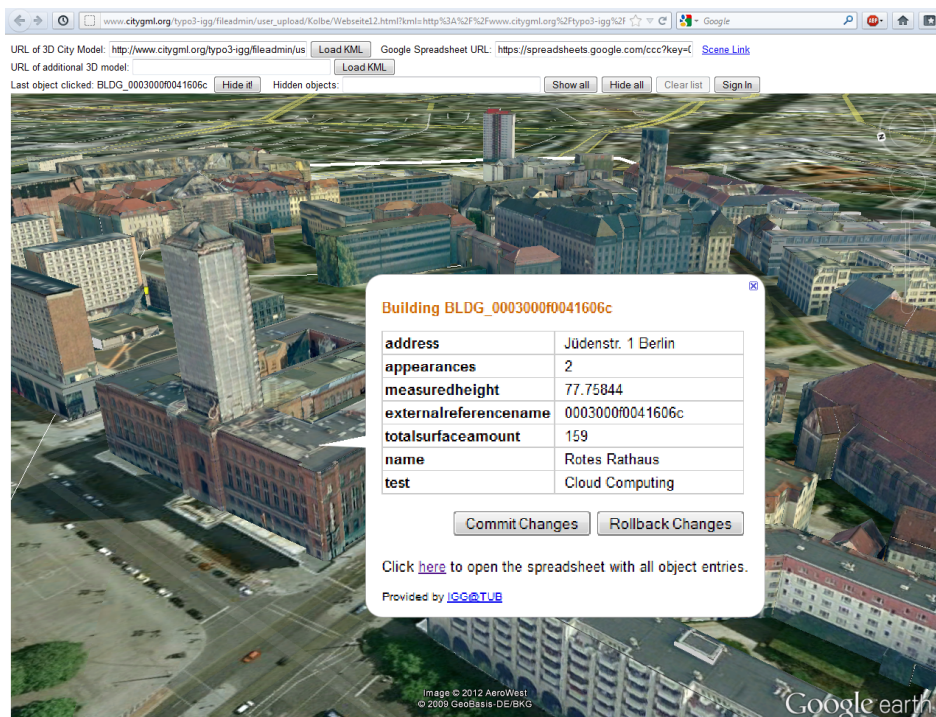 www.citygml.org/typo3-igg/fileadmin/user_upload/Kolbe/Webseite12.html?kml=http%3A%2F%2Fwww.citygml.org%2Ftypo3-igg%2F Google
URL of 3D City Model: http://www.citygml.org/typo3-igg/fileadmin/us Load KML Google Spreadsheet URL: https://spreadsheets.google.com/ccc?key=( Scene Link
URL of additional 3D model: Load KML
Last object clicked: BLDG_0003000f0041606c Hide it! Hidden objects: Show all Hide all Clear list Sign In
Building BLDG_0003000f0041606c
address Jüdenstr. 1 Berlin
appearances 2
measuredheight 77.75844
externalreferencename 0003000f0041606c
totalsurfaceamount 159
name Rotes Rathaus
test Cloud Computing
Commit Changes Rollback Changes
Click here to open the spreadsheet with all object entries.
Provided by IGG@TUB
Image © 2012 AeroWest
© 2009 GeoBasis-DE/BKG
Google earth